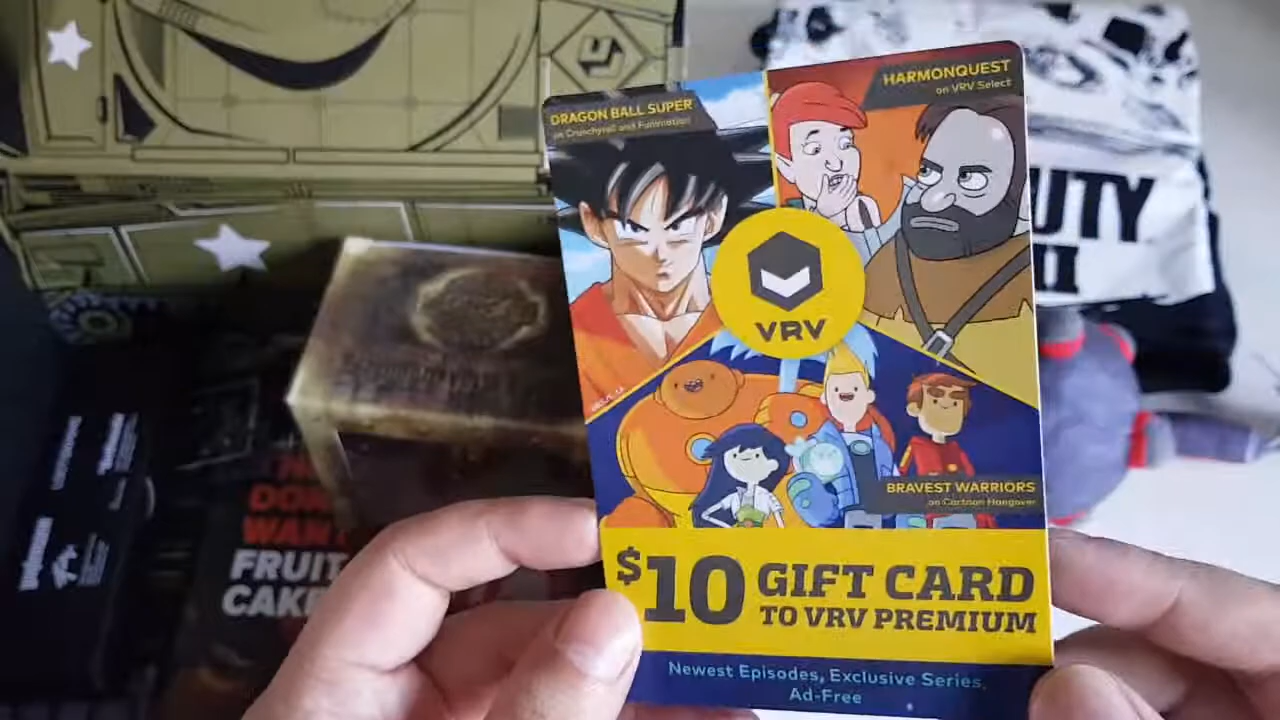 DRAGON BALL SUPER
on Crunchyroll and Funimation
HARMONQUEST
on VRV Select
VRV
BRAVEST WARRIORS
on Cartoon Hangover
$10 GIFT CARD
TO VRV PREMIUM
Newest Episodes, Exclusive Series,
Ad-Free
UTY
II
FRUIT
CAKE